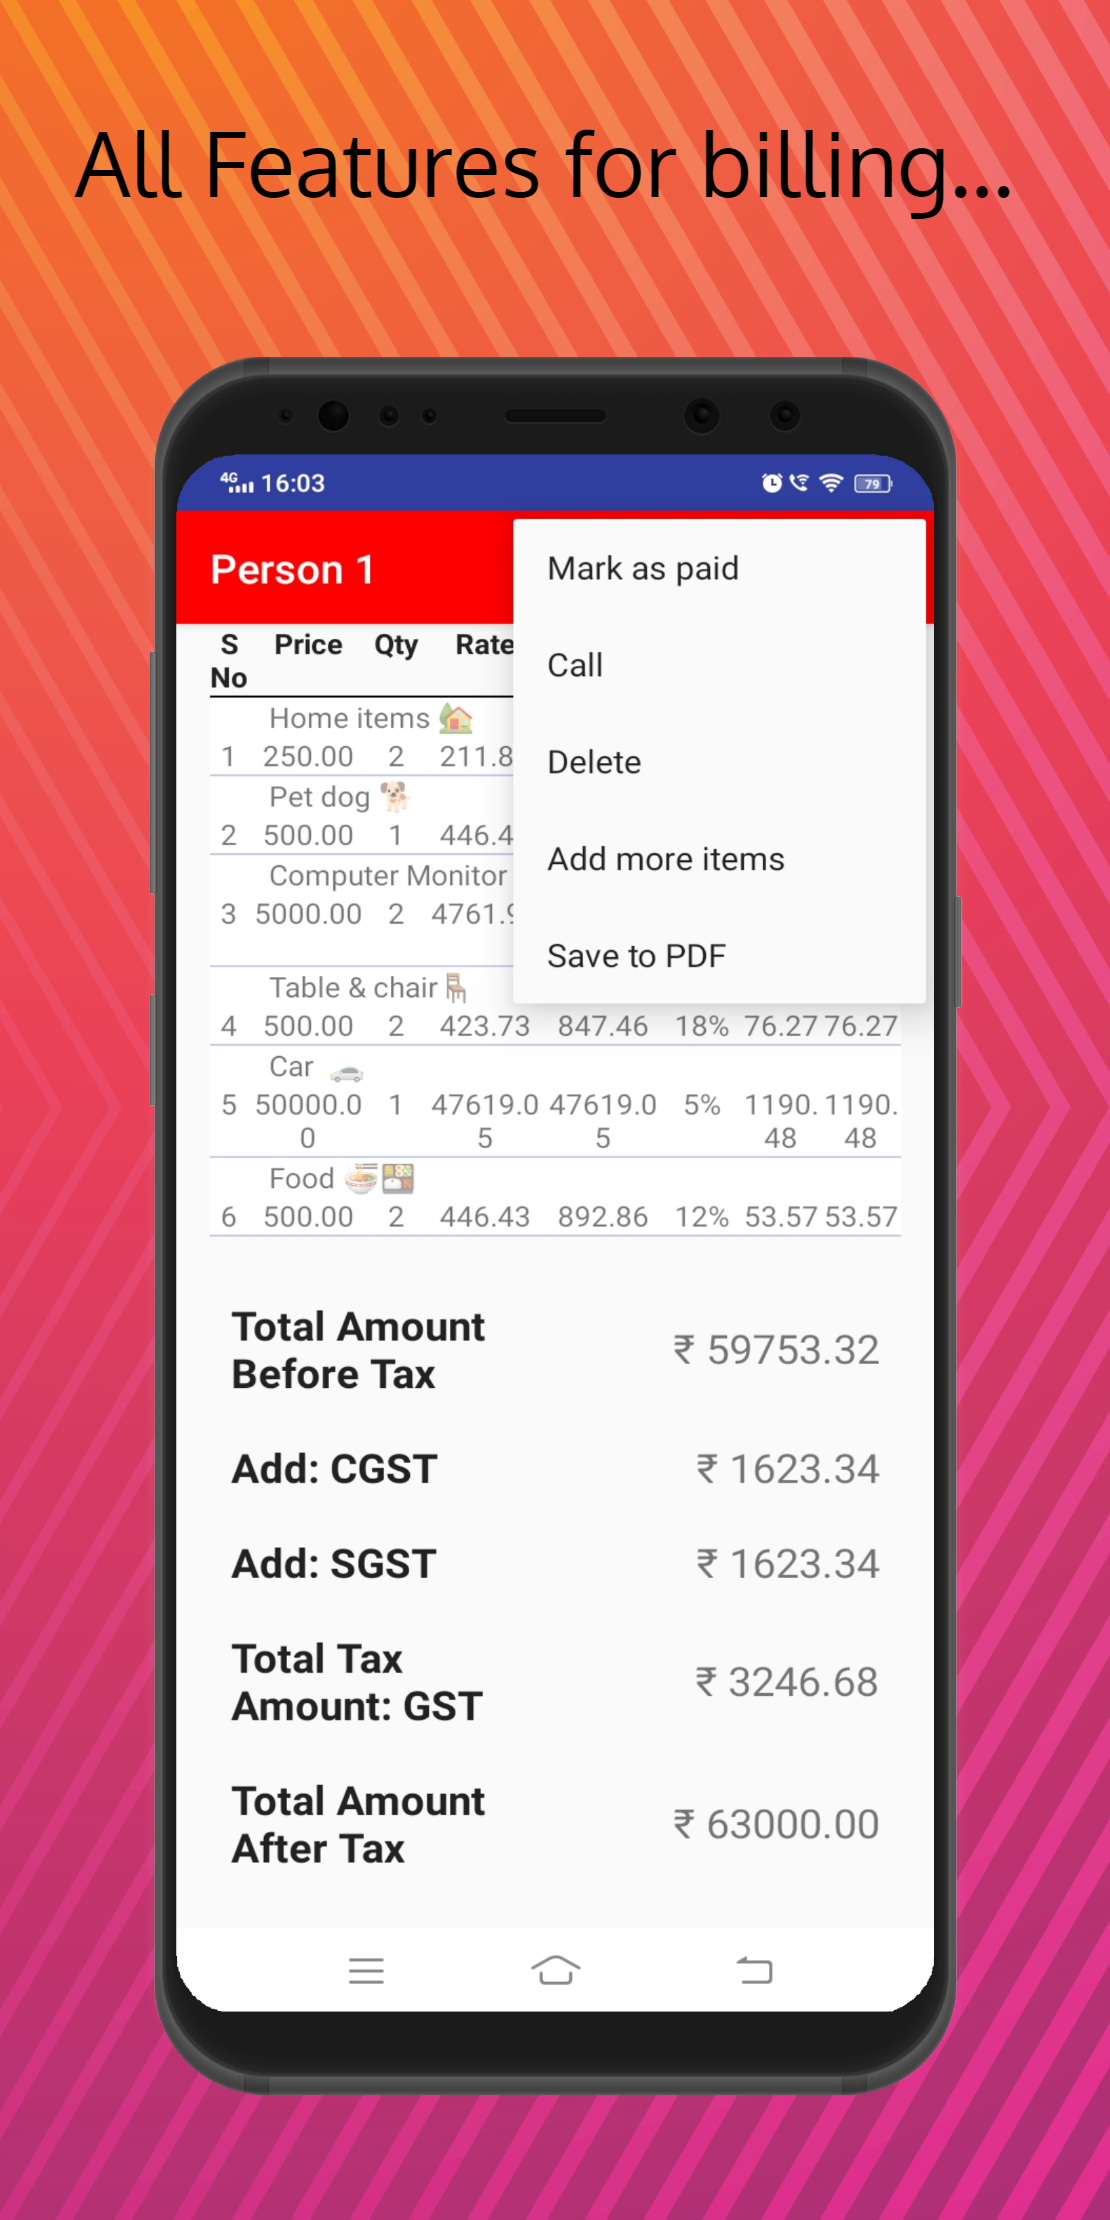 All Features for billing...
4G 16:03 79
Person 1
Mark as paid
Call
Delete
Add more items
Save to PDF
S No Price Qty Rate
Home items
1 250.00 2 211.8
Pet dog
2 500.00 1 446.4
Computer Monitor
3 5000.00 2 4761.9
Table & chair
4 500.00 2 423.73 847.46 18% 76.27 76.27
Car
5 50000.00 1 47619.05 47619.05 5% 1190.48 1190.48
Food
6 500.00 2 446.43 892.86 12% 53.57 53.57
Total Amount
Before Tax
₹ 59753.32
Add: CGST ₹ 1623.34
Add: SGST ₹ 1623.34
Total Tax
Amount: GST
₹ 3246.68
Total Amount
After Tax
₹ 63000.00